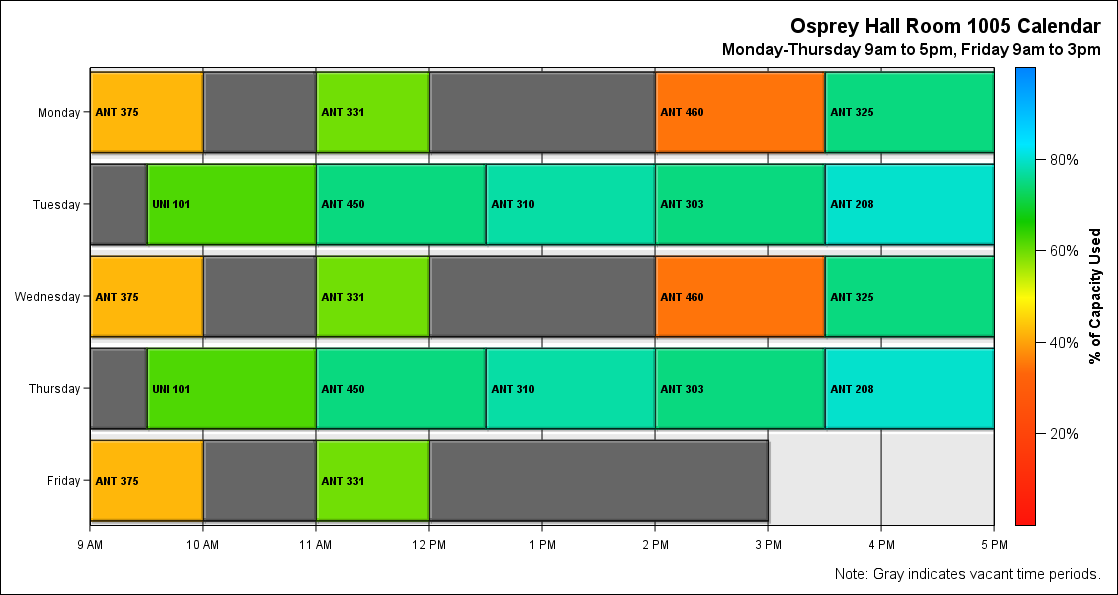 Osprey Hall Room 1005 Calendar
Monday-Thursday 9am to 5pm, Friday 9am to 3pm
Monday ANT 375 ANT 331 ANT 460 ANT 325
Tuesday UNI 101 ANT 450 ANT 310 ANT 303 ANT 208
Wednesday ANT 375 ANT 331 ANT 460 ANT 325
Thursday UNI 101 ANT 450 ANT 310 ANT 303 ANT 208
Friday ANT 375 ANT 331
9 AM 10 AM 11 AM 12 PM 1 PM 2 PM 3 PM 4 PM 5 PM
80%
60%
40%
20%
% of Capacity Used
Note: Gray indicates vacant time periods.